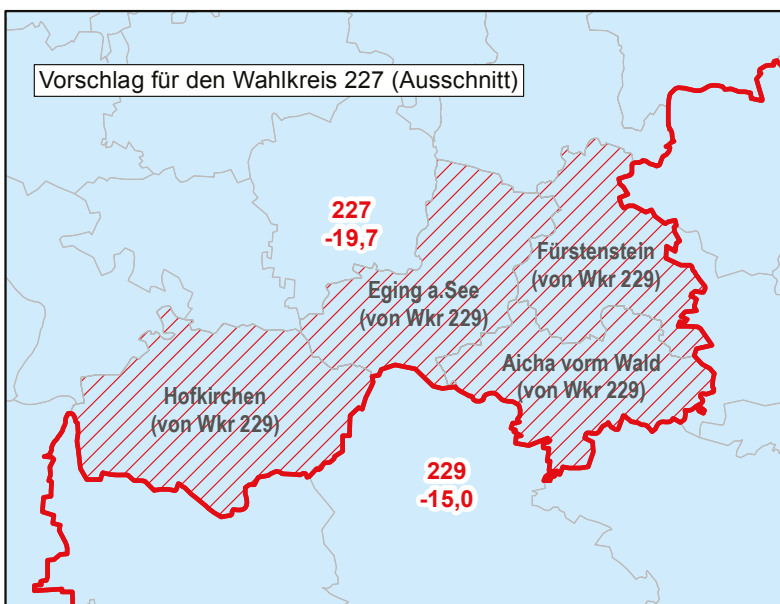 Vorschlag für den Wahlkreis 227 (Ausschnitt)
227
-19,7
Fürstenstein
(von Wkr 229)
Eging a.See
(von Wkr 229)
Aicha vorm Wald
(von Wkr 229)
Hofkirchen
(von Wkr 229)
229
-15,0